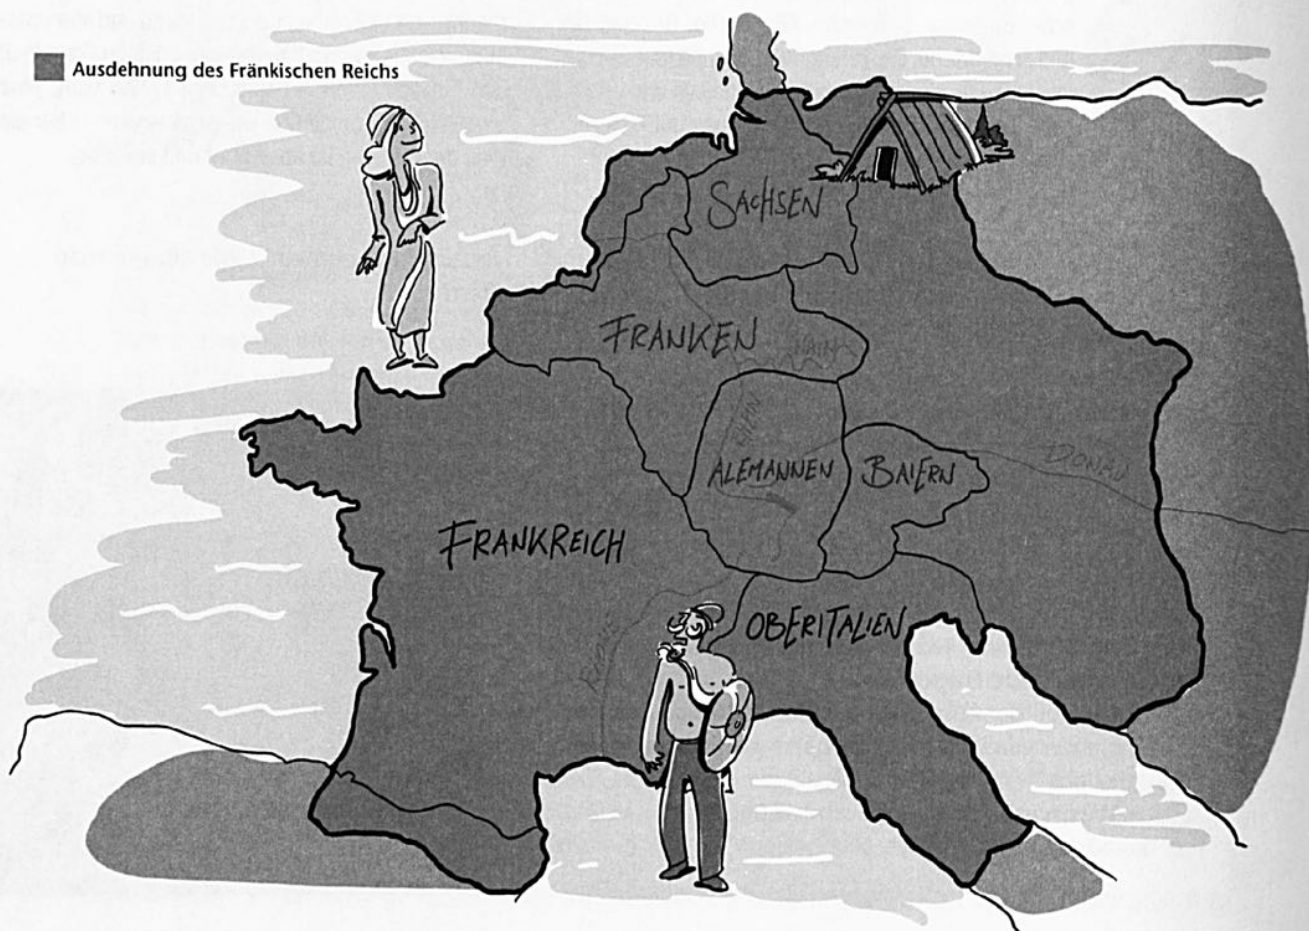 Ausdehnung des Fränkischen Reichs
SACHSEN
FRANKEN
MAIN
RHEIN
ALEMANNEN
BAIERN
DONAU
FRANKREICH
RHONE
OBERITALIEN